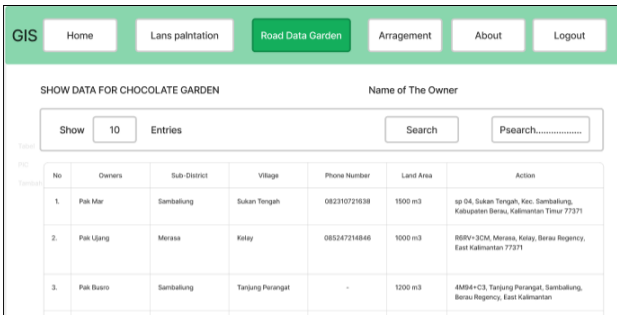 GIS Home Lans palntation Road Data Garden Arragement About Logout
SHOW DATA FOR CHOCOLATE GARDEN Name of The Owner
Show 10 Entries Search Psearch.................
No Owners Sub-District Village Phone Number Land Area Action
1. Pak Mar Sambaliung Sukan Tengah 082310721638 1500 m3 sp 04, Sukan Tengah, Kec. Sambaliung,
Kabupaten Berau, Kalimantan Timur 77371
2. Pak Ujang Merasa Kelay 085247214846 1000 m3 R6RV+3CM, Merasa, Kelay, Berau Regency,
East Kalimantan 77371
3. Pak Busro Sambaliung Tanjung Perangat - 1200 m3 4M94+C3, Tanjung Perangat, Sambaliung,
Berau Regency, East Kalimantan